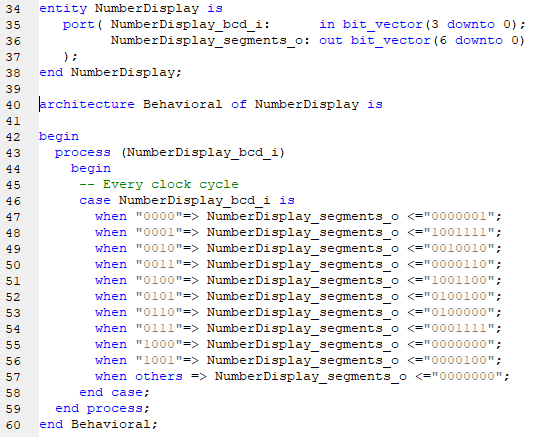 34 entity NumberDisplay is
35    port( NumberDisplay_bcd_i:      in bit_vector(3 downto 0);
36          NumberDisplay_segments_o: out bit_vector(6 downto 0)
37    );
38 end NumberDisplay;
39
40 architecture Behavioral of NumberDisplay is
41
42 begin
43   process (NumberDisplay_bcd_i)
44     begin
45      -- Every clock cycle
46      case NumberDisplay_bcd_i is
47        when "0000"=> NumberDisplay_segments_o <="0000001";
48        when "0001"=> NumberDisplay_segments_o <="1001111";
49        when "0010"=> NumberDisplay_segments_o <="0010010";
50        when "0011"=> NumberDisplay_segments_o <="0000110";
51        when "0100"=> NumberDisplay_segments_o <="1001100";
52        when "0101"=> NumberDisplay_segments_o <="0100100";
53        when "0110"=> NumberDisplay_segments_o <="0100000";
54        when "0111"=> NumberDisplay_segments_o <="0001111";
55        when "1000"=> NumberDisplay_segments_o <="0000000";
56        when "1001"=> NumberDisplay_segments_o <="0000100";
57        when others => NumberDisplay_segments_o <="0000000";
58      end case;
59   end process;
60 end Behavioral;